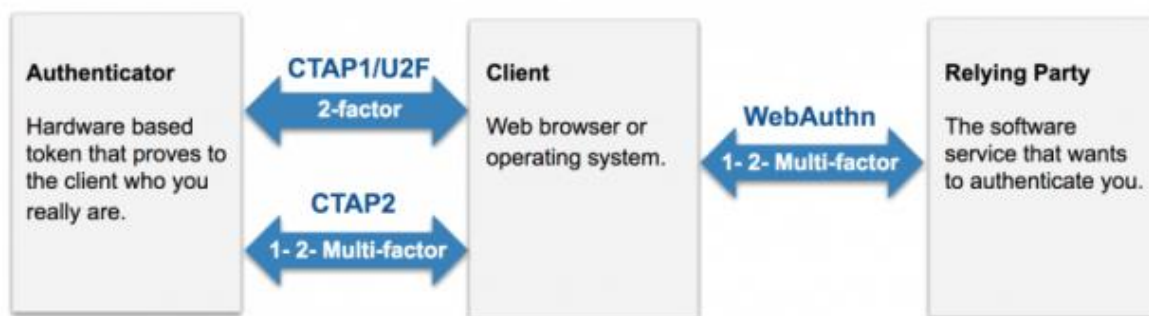 Authenticator
Hardware based
token that proves to
the client who you
really are.
CTAP1/U2F
2-factor
CTAP2
1- 2- Multi-factor
Client
Web browser or
operating system.
WebAuthn
1- 2- Multi-factor
Relying Party
The software
service that wants
to authenticate you.